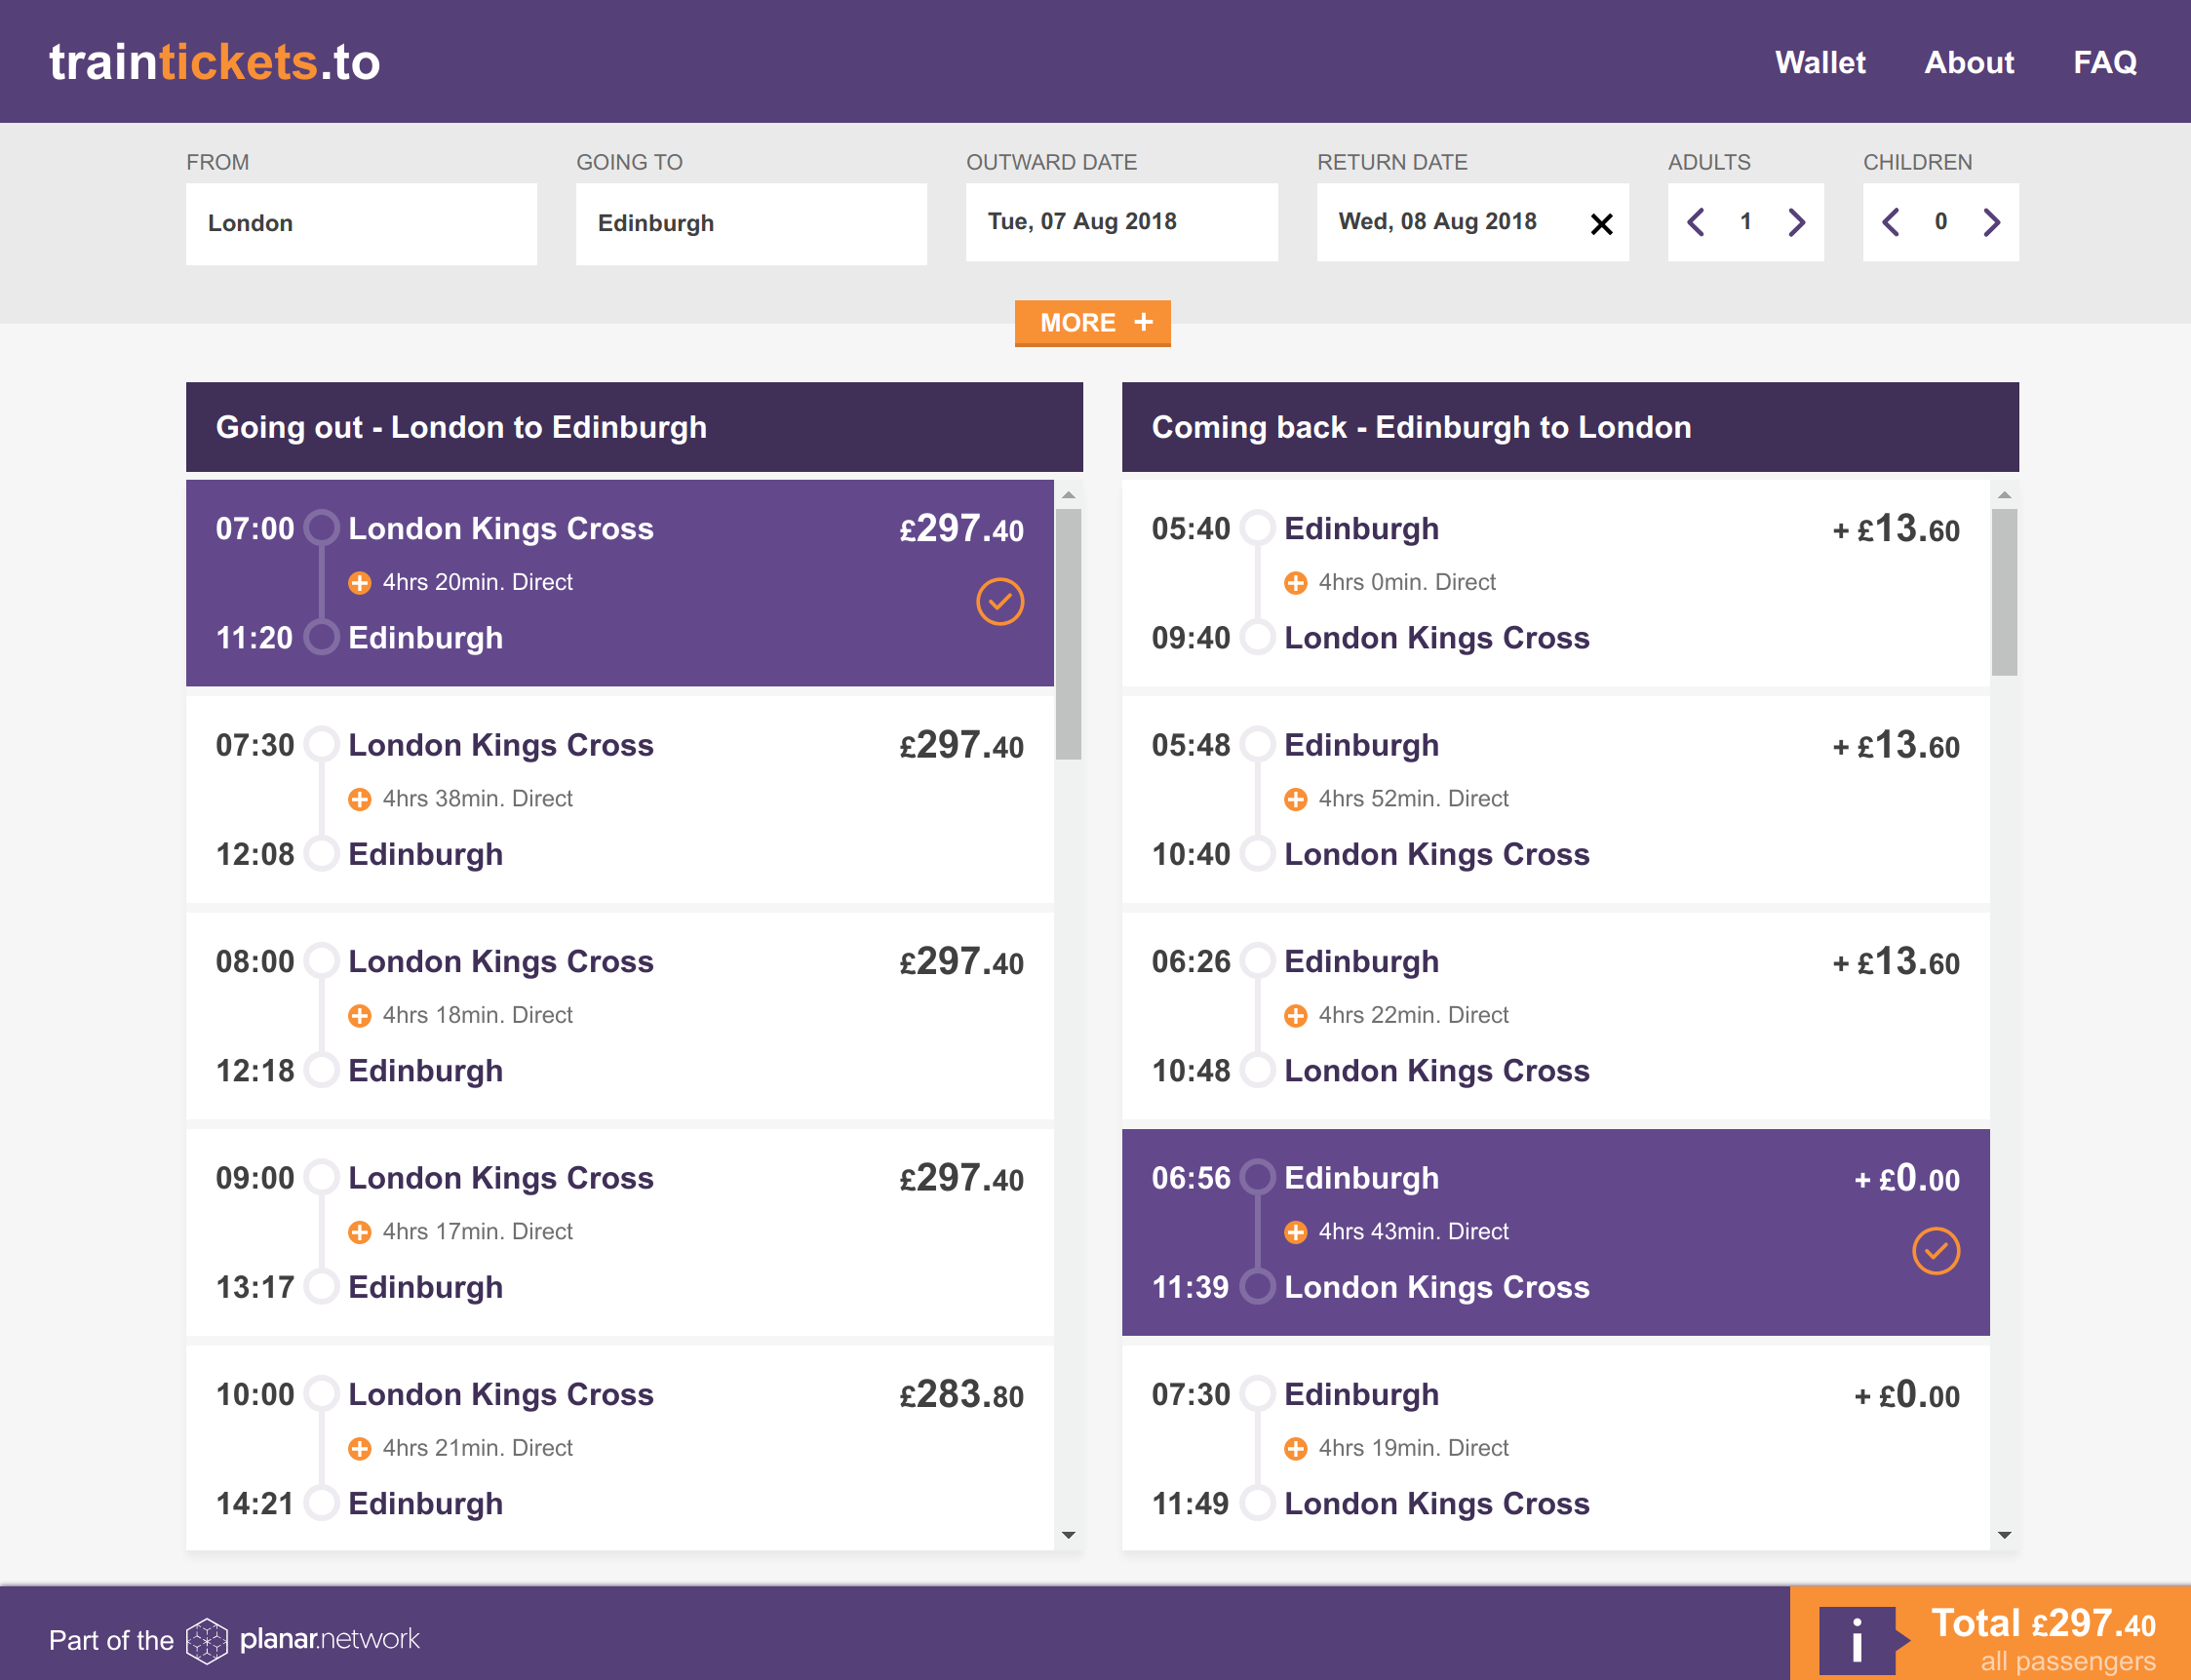 traintickets.to
Wallet About FAQ
FROM GOING TO OUTWARD DATE RETURN DATE ADULTS CHILDREN
London Edinburgh Tue, 07 Aug 2018 Wed, 08 Aug 2018 1 0
MORE +
Going out - London to Edinburgh
07:00 London Kings Cross £297.40
4hrs 20min. Direct
11:20 Edinburgh
07:30 London Kings Cross £297.40
4hrs 38min. Direct
12:08 Edinburgh
08:00 London Kings Cross £297.40
4hrs 18min. Direct
12:18 Edinburgh
09:00 London Kings Cross £297.40
4hrs 17min. Direct
13:17 Edinburgh
10:00 London Kings Cross £283.80
4hrs 21min. Direct
14:21 Edinburgh
Coming back - Edinburgh to London
05:40 Edinburgh + £13.60
4hrs 0min. Direct
09:40 London Kings Cross
05:48 Edinburgh + £13.60
4hrs 52min. Direct
10:40 London Kings Cross
06:26 Edinburgh + £13.60
4hrs 22min. Direct
10:48 London Kings Cross
06:56 Edinburgh + £0.00
4hrs 43min. Direct
11:39 London Kings Cross
07:30 Edinburgh + £0.00
4hrs 19min. Direct
11:49 London Kings Cross
Part of the planar.network
i
Total £297.40
all passengers